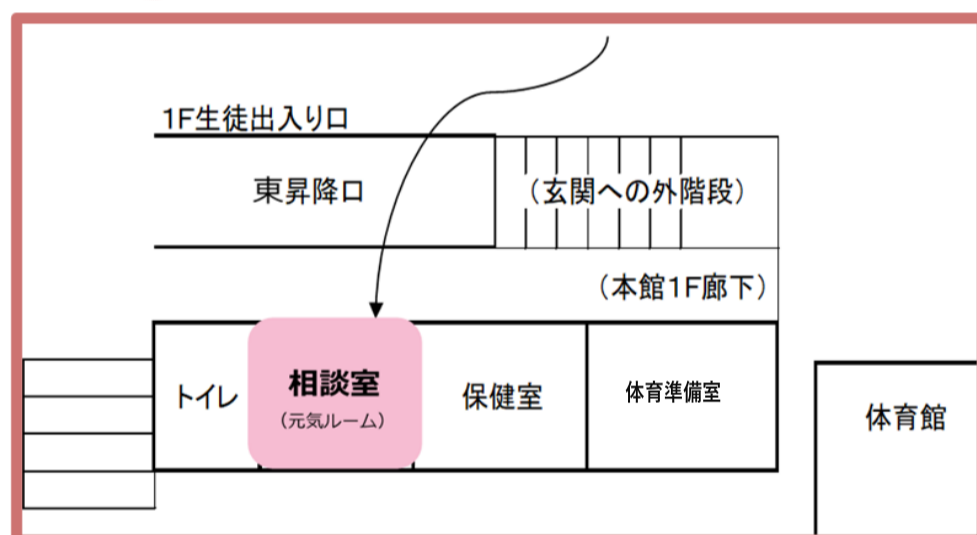 1F生徒出入り口
東昇降口
(玄関への外階段)
(本館1F廊下)
トイレ
相談室
(元気ルーム)
保健室
体育準備室
体育館